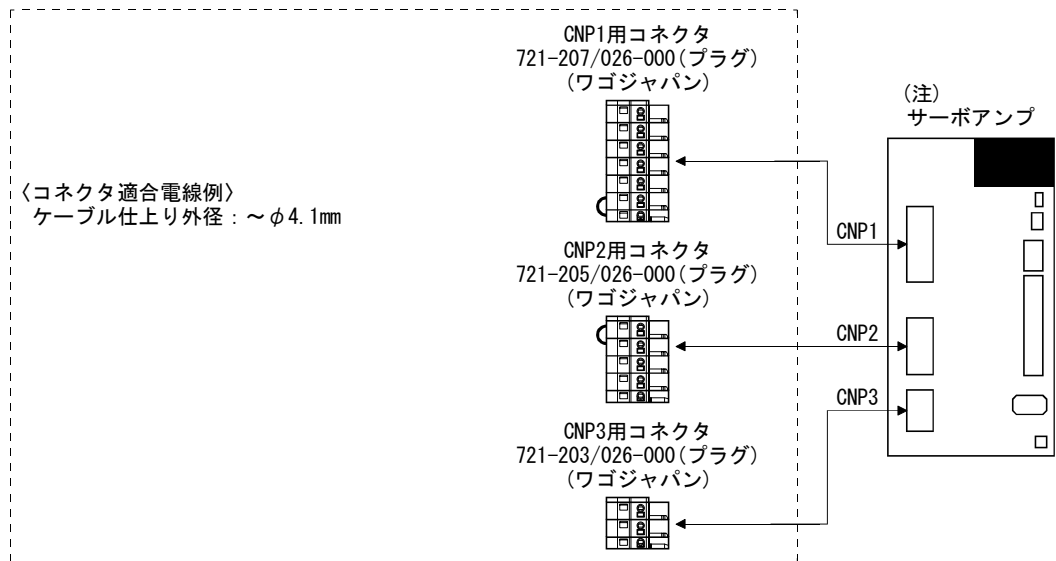 CNP1用コネクタ
721-207/026-000(プラグ)
(ワゴジャパン)
(注)
サーボアンプ
〈コネクタ適合電線例〉
ケーブル仕上り外径:～φ4.1mm
CNP1
CNP2用コネクタ
721-205/026-000(プラグ)
(ワゴジャパン)
CNP2
CNP3
CNP3用コネクタ
721-203/026-000(プラグ)
(ワゴジャパン)